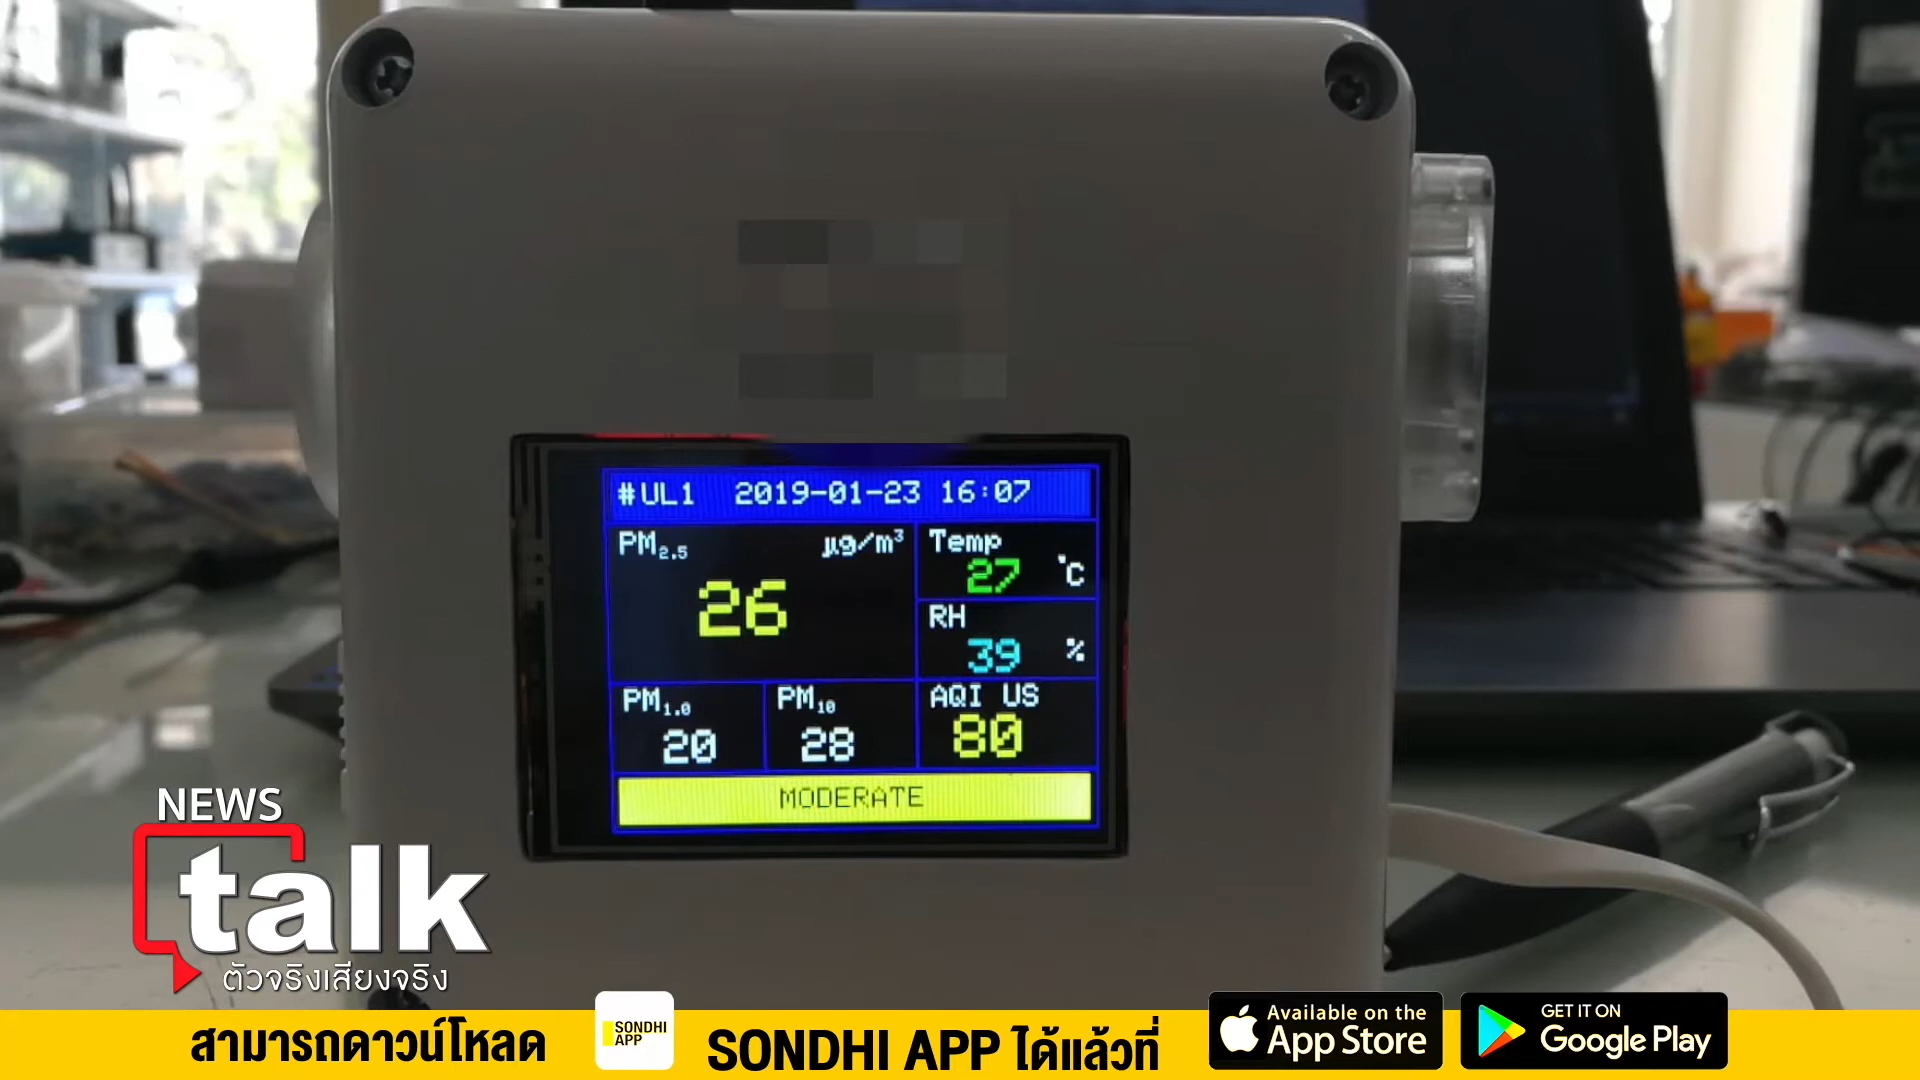 #UL1 2019-01-23 16:07
PM2.5 µg/m³
26
Temp
27 °C
RH
39 %
PM1.0
20
PM10
28
AQI US
80
MODERATE
NEWS
talk
ตัวจริงเสียงจริง
สามารถดาวน์โหลด
SONDHI
APP
SONDHI APP ได้แล้วที่
Available on the
App Store
GET IT ON
Google Play